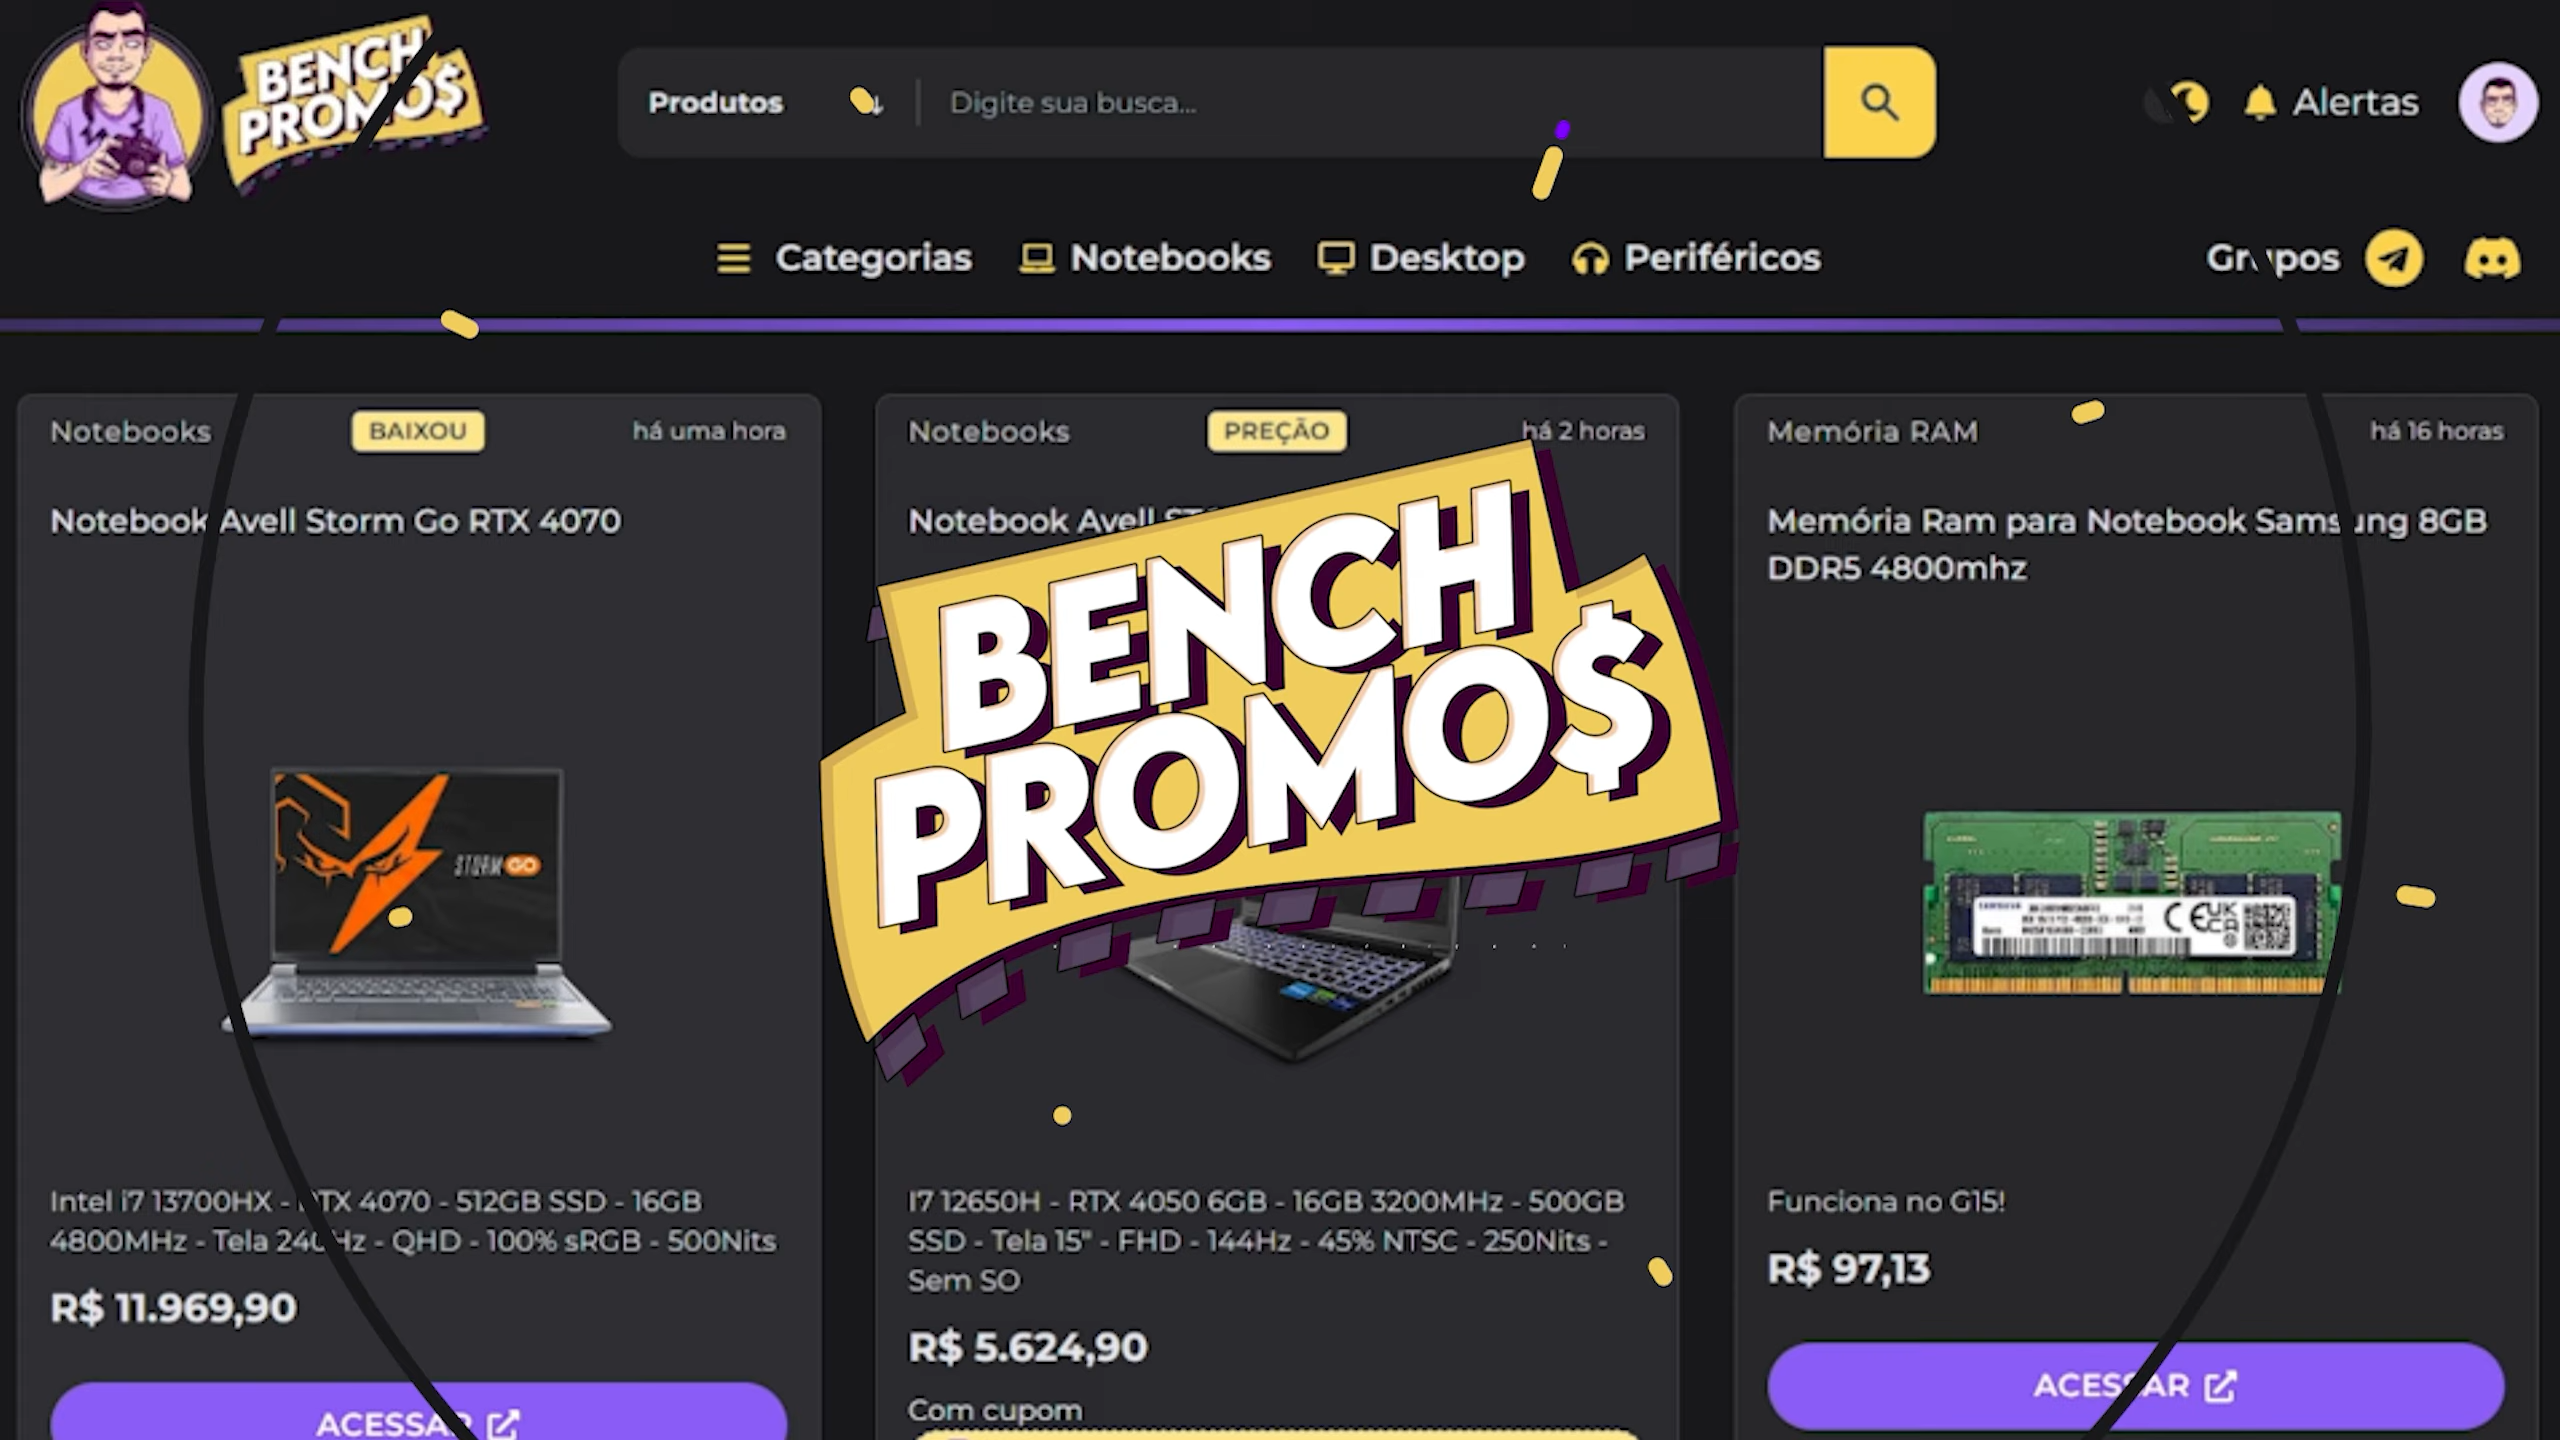 BENCH
PROMO$
Produtos
Digite sua busca...
Alertas
Categorias
Notebooks
Desktop
Periféricos
Grupos
Notebooks
BAIXOU
há uma hora
Notebook Avell Storm Go RTX 4070
STORM GO
Intel i7 13700HX - RTX 4070 - 512GB SSD - 16GB
4800MHz - Tela 240Hz - QHD - 100% sRGB - 500Nits
R$ 11.969,90
ACESSAR
Notebooks
PREÇÃO
há 2 horas
Notebook Avell
BENCH
PROMO$
I7 12650H - RTX 4050 6GB - 16GB 3200MHz - 500GB
SSD - Tela 15" - FHD - 144Hz - 45% NTSC - 250Nits -
Sem SO
R$ 5.624,90
Com cupom
Memória RAM
há 16 horas
Memória Ram para Notebook Samsung 8GB
DDR5 4800mhz
SAMSUNG
Funciona no G15!
R$ 97,13
ACESSAR